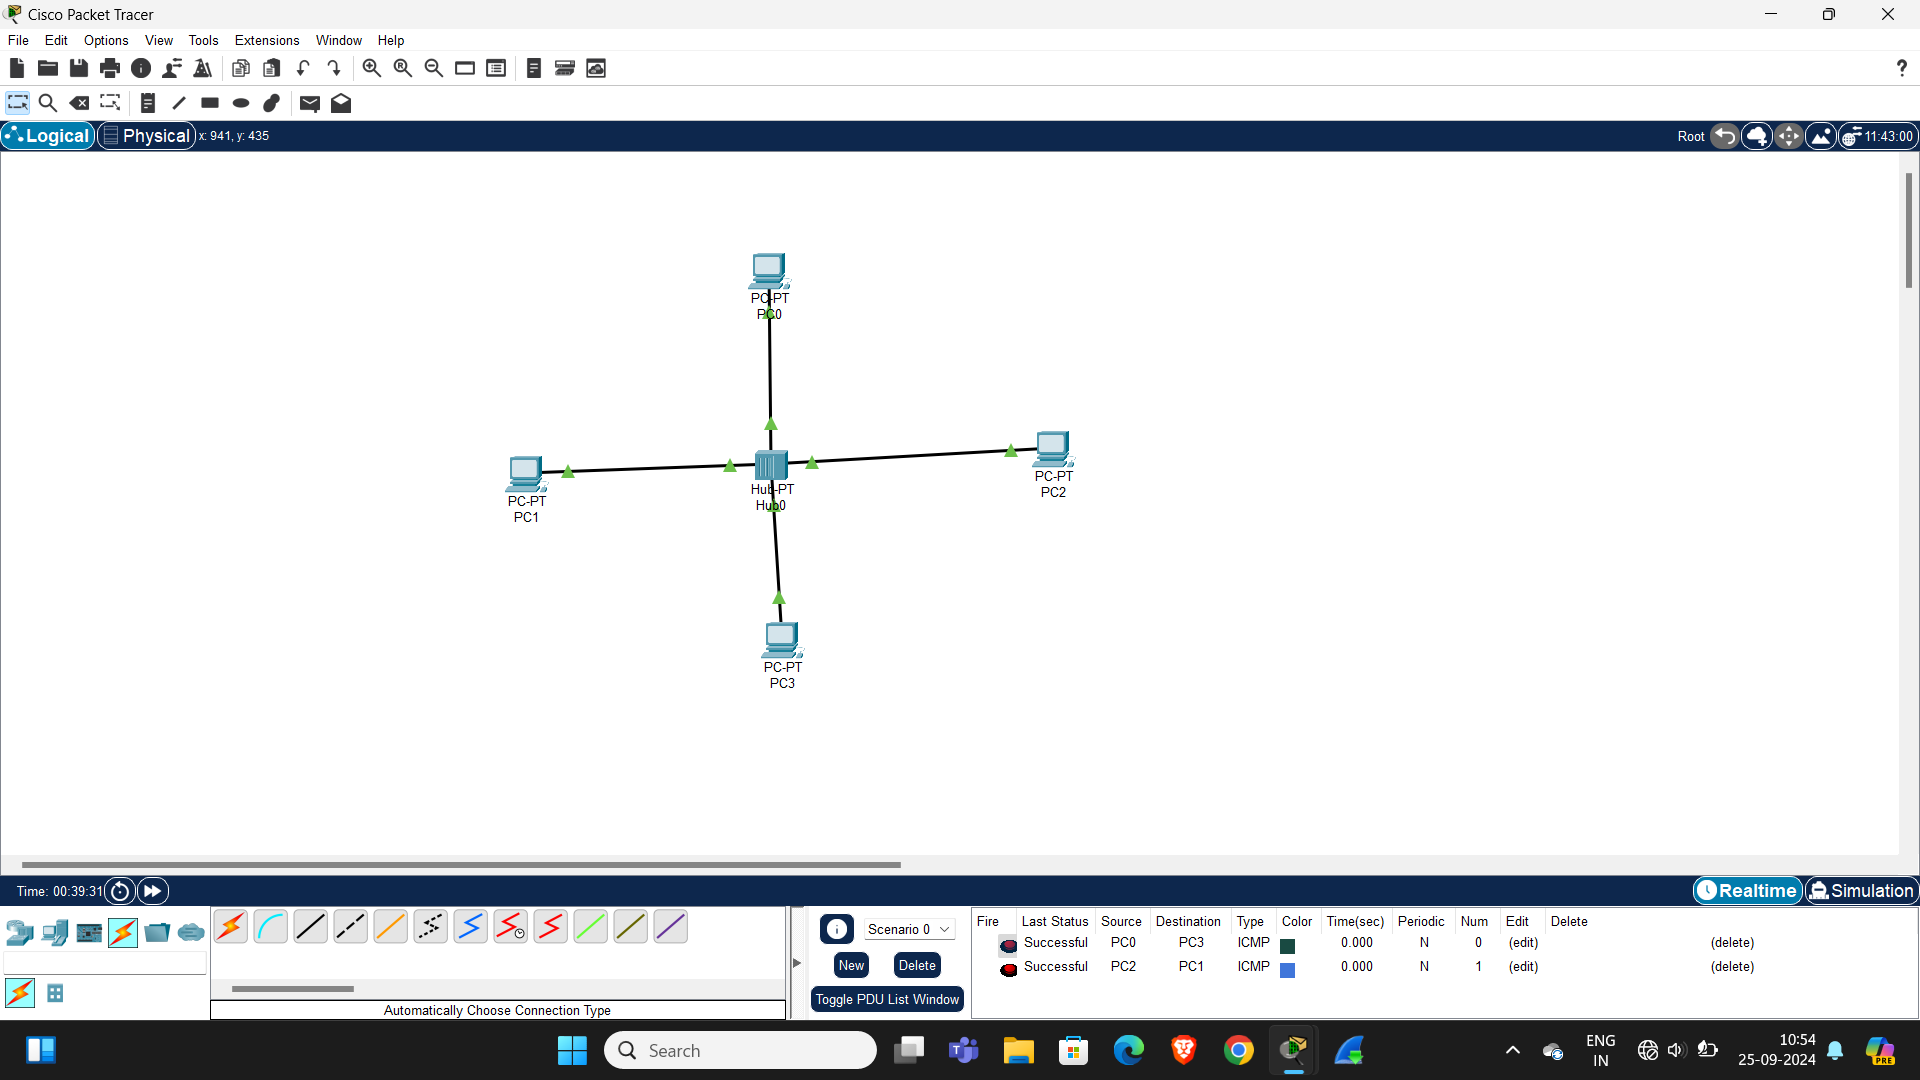 Cisco Packet Tracer
File Edit Options View Tools Extensions Window Help
?
Logical Physical x: 941, y: 435 Root 11:43:00
PC-PT
PC0
PC-PT
PC1
Hub-PT
Hub0
PC-PT
PC2
PC-PT
PC3
Time: 00:39:31 Realtime Simulation
Scenario 0
New Delete
Toggle PDU List Window
Automatically Choose Connection Type
Fire Last Status Source Destination Type Color Time(sec) Periodic Num Edit Delete
Successful PC0 PC3 ICMP 0.000 N 0 (edit) (delete)
Successful PC2 PC1 ICMP 0.000 N 1 (edit) (delete)
Search
ENG
IN
10:54
25-09-2024
PRE